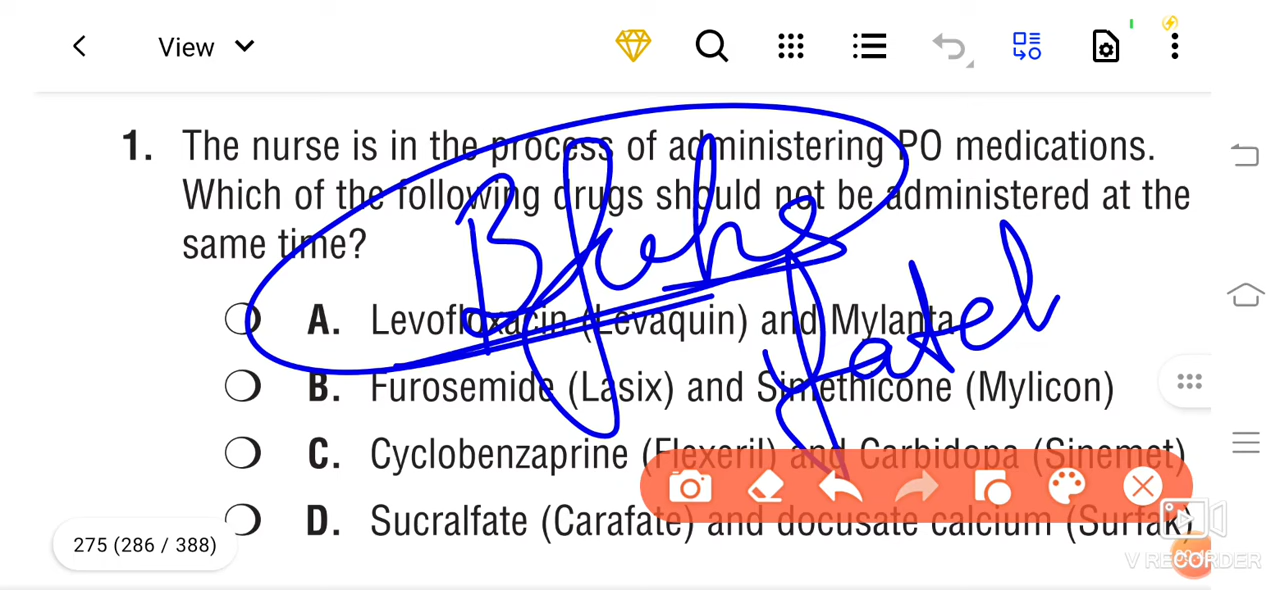 View
1. The nurse is in the process of administering PO medications.
Which of the following drugs should not be administered at the
same time?
A. Levofloxacin (Levaquin) and Mylanta
B. Furosemide (Lasix) and Simethicone (Mylicon)
C. Cyclobenzaprine (Flexeril) and Carbidopa (Sinemet)
D. Sucralfate (Carafate) and docusate calcium (Surfak)
275 (286 / 388)
V RECORDER